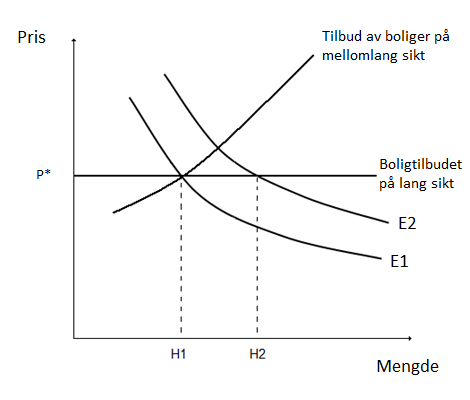 Pris
Tilbud av boliger på
mellomlang sikt
Boligtilbudet
på lang sikt
P*
E2
E1
H1
H2
Mengde